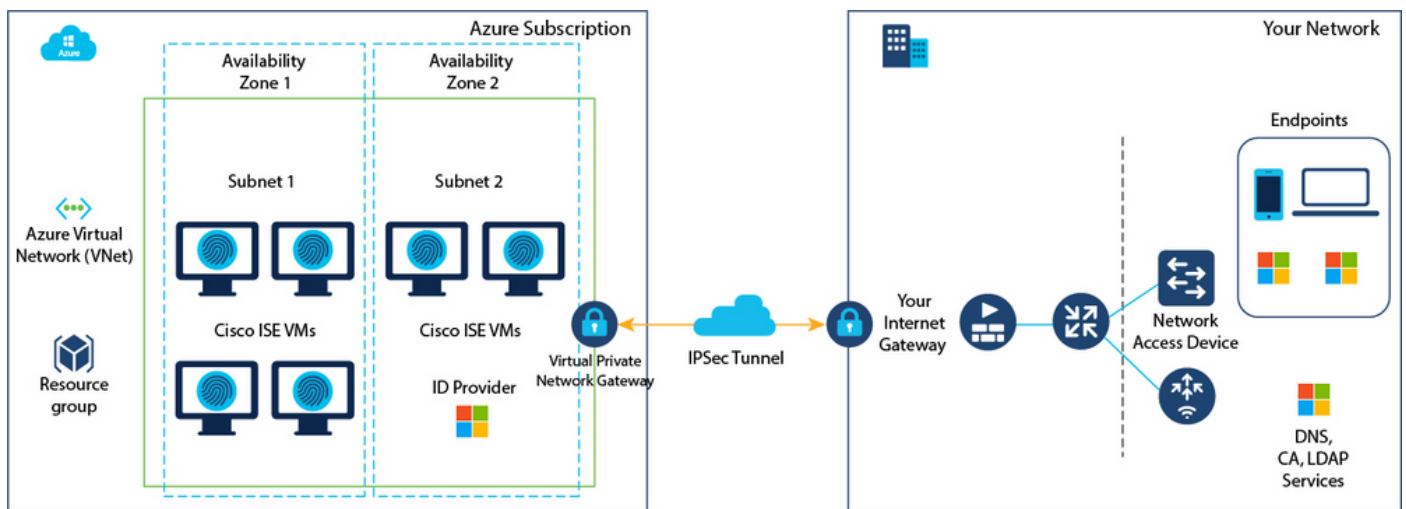 Azure Subscription
Azure
Availability
Zone 1
Availability
Zone 2
Subnet 1
Subnet 2
Azure Virtual
Network (VNet)
Cisco ISE VMs
Cisco ISE VMs
Resource
group
ID Provider
Virtual Private
Network Gateway
IPSec Tunnel
Your Network
Endpoints
Your
Internet
Gateway
Network
Access Device
DNS,
CA, LDAP
Services